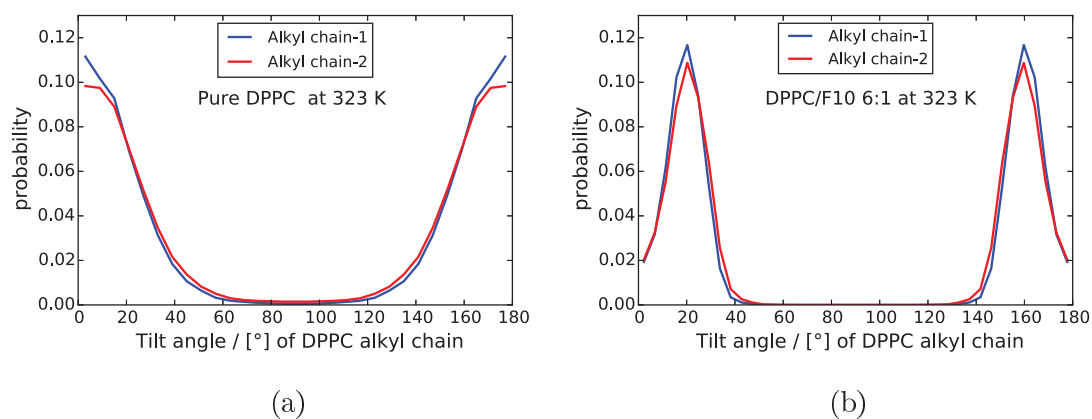 0.12
0.10
0.08
0.06
0.04
0.02
0.00
probability
Alkyl chain-1
Alkyl chain-2
Pure DPPC at 323 K
0 20 40 60 80 100 120 140 160 180
Tilt angle / [°] of DPPC alkyl chain
(a)
0.12
0.10
0.08
0.06
0.04
0.02
0.00
probability
Alkyl chain-1
Alkyl chain-2
DPPC/F10 6:1 at 323 K
0 20 40 60 80 100 120 140 160 180
Tilt angle / [°] of DPPC alkyl chain
(b)